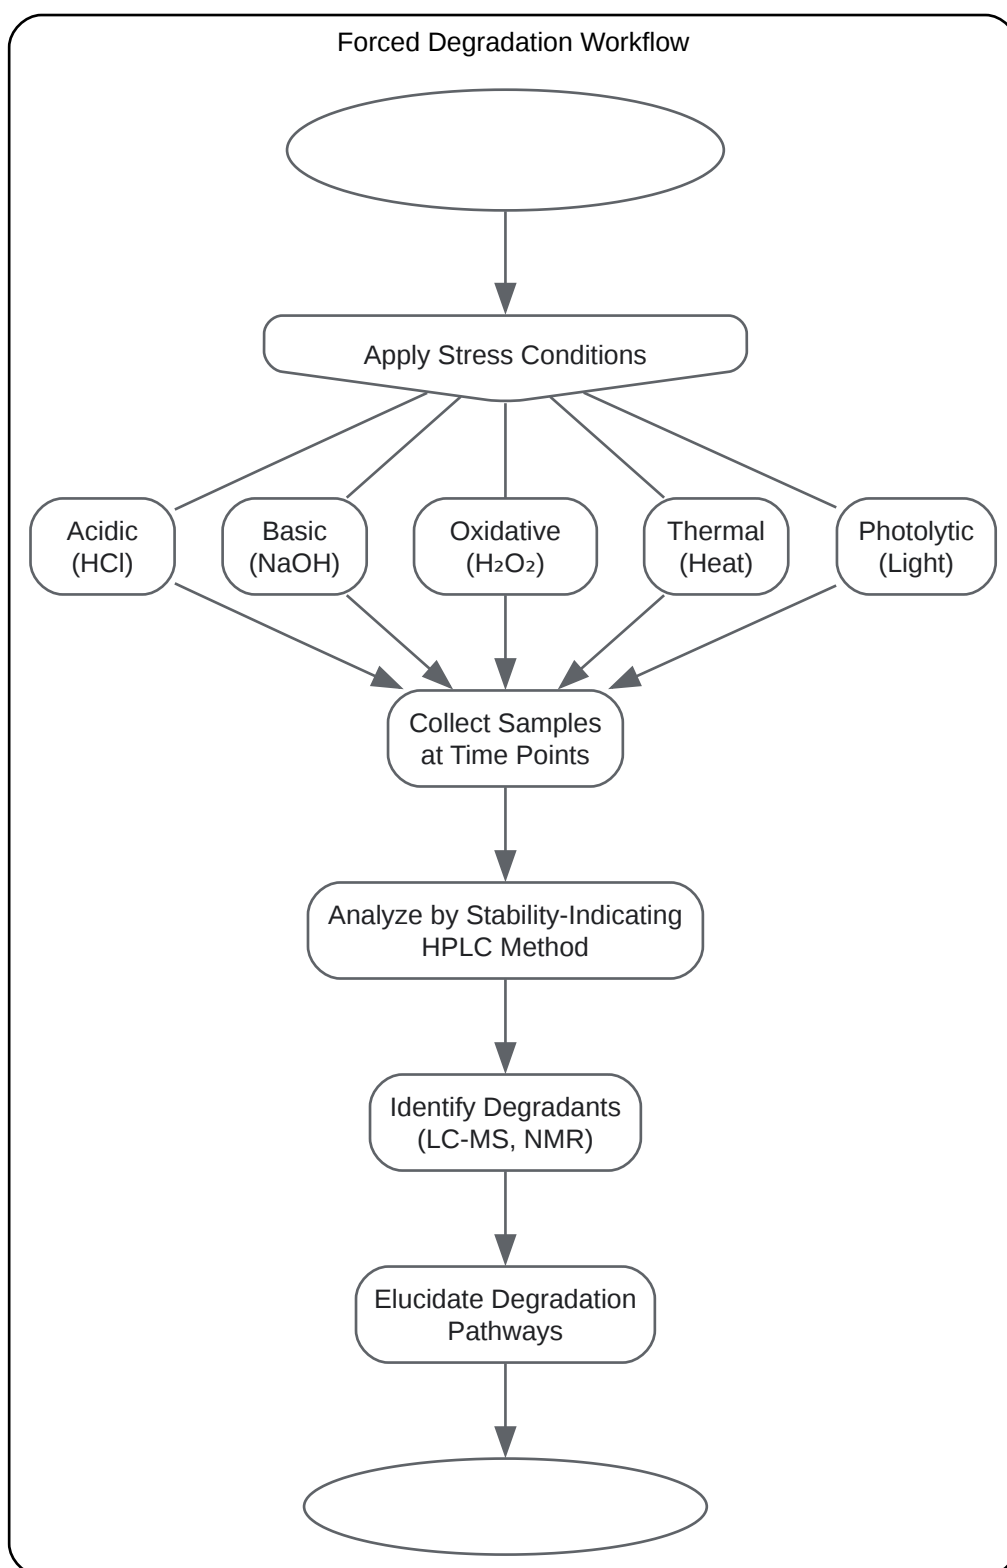 Forced Degradation Workflow
Apply Stress Conditions
Acidic
(HCl)
Basic
(NaOH)
Oxidative
(H₂O₂)
Thermal
(Heat)
Photolytic
(Light)
Collect Samples
at Time Points
Analyze by Stability-Indicating
HPLC Method
Identify Degradants
(LC-MS, NMR)
Elucidate Degradation
Pathways